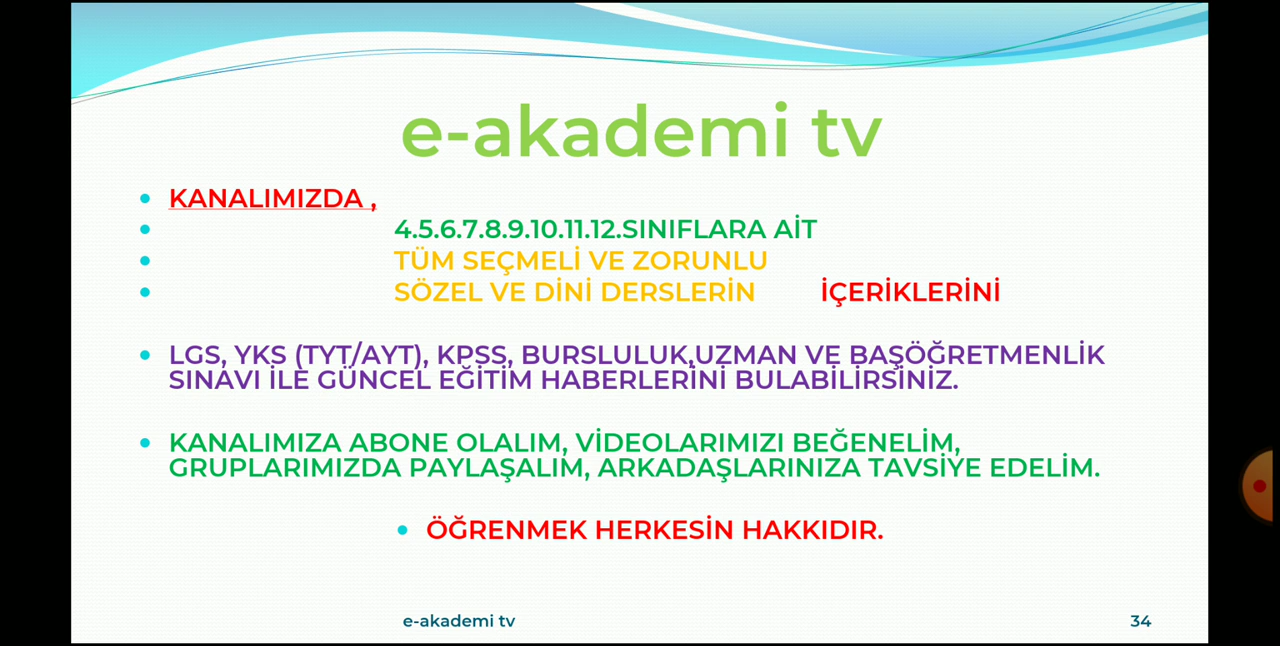 e-akademi tv
KANALIMIZDA ,
4.5.6.7.8.9.10.11.12.SINIFLARA AİT
TÜM SEÇMELİ VE ZORUNLU
SÖZEL VE DİNİ DERSLERİN İÇERİKLERİNİ
LGS, YKS (TYT/AYT), KPSS, BURSLULUK,UZMAN VE BAŞÖĞRETMENLİK
SINAVI İLE GÜNCEL EĞİTİM HABERLERİNİ BULABİLİRSİNİZ.
KANALIMIZA ABONE OLALIM, VİDEOLARIMIZI BEĞENELİM,
GRUPLARIMIZDA PAYLAŞALIM, ARKADAŞLARINIZA TAVSİYE EDELİM.
ÖĞRENMEK HERKESİN HAKKIDIR.
e-akademi tv 34